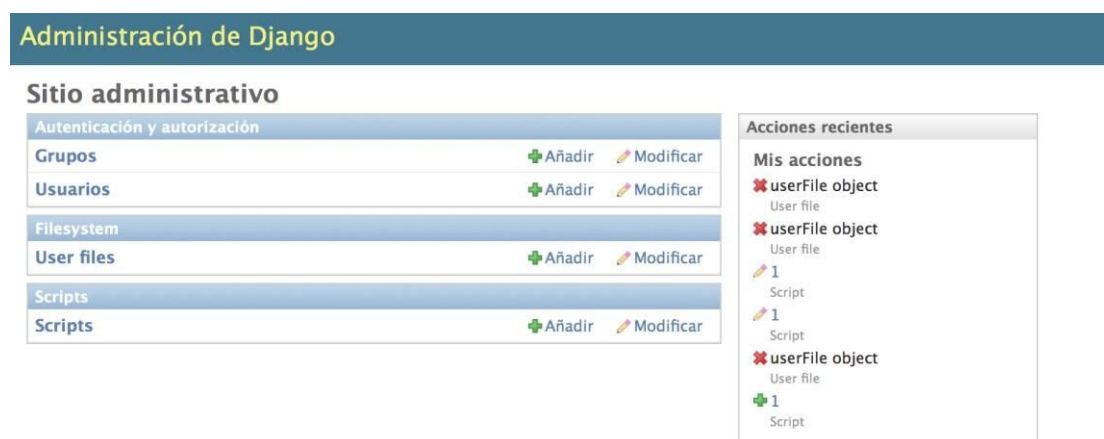 Administración de Django
Sitio administrativo
Autenticación y autorización
Grupos Añadir Modificar
Usuarios Añadir Modificar
Filesystem
User files Añadir Modificar
Scripts
Scripts Añadir Modificar
Acciones recientes
Mis acciones
userFile object
User file
userFile object
User file
1
Script
1
Script
userFile object
User file
1
Script